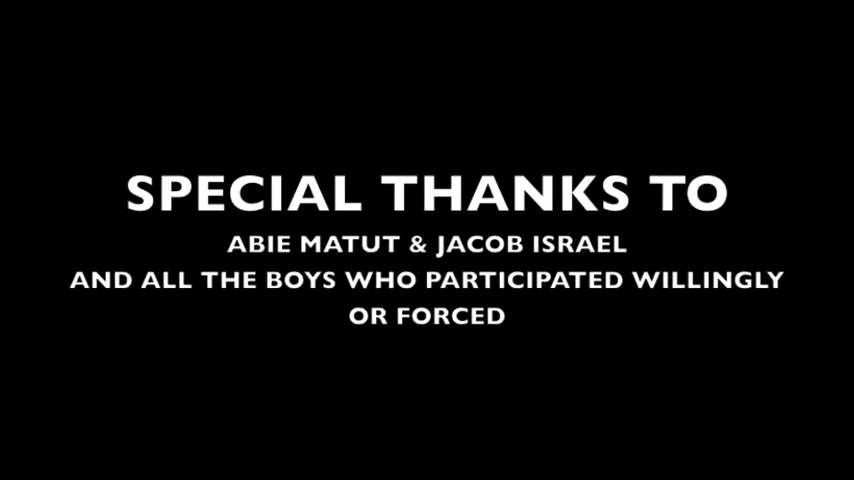 SPECIAL THANKS TO
ABIE MATUT & JACOB ISRAEL
AND ALL THE BOYS WHO PARTICIPATED WILLINGLY
OR FORCED